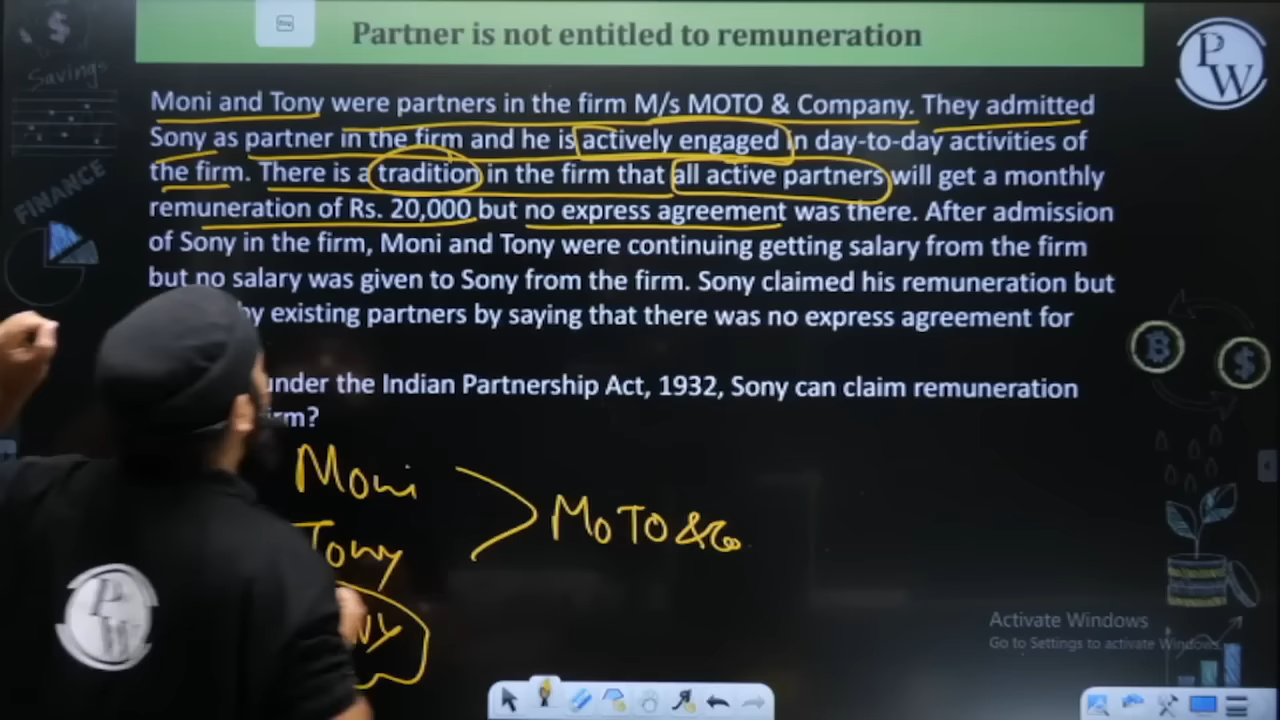 Partner is not entitled to remuneration
P
W
Savings
FINANCE
Moni and Tony were partners in the firm M/s MOTO & Company. They admitted
Sony as partner in the firm and he is actively engaged in day-to-day activities of
the firm. There is a tradition in the firm that all active partners will get a monthly
remuneration of Rs. 20,000 but no express agreement was there. After admission
of Sony in the firm, Moni and Tony were continuing getting salary from the firm
but no salary was given to Sony from the firm. Sony claimed his remuneration but
by existing partners by saying that there was no express agreement for
under the Indian Partnership Act, 1932, Sony can claim remuneration
firm?
Moni
Tony
NY
MOTO & Co
P
W
Activate Windows
Go to Settings to activate Windows.